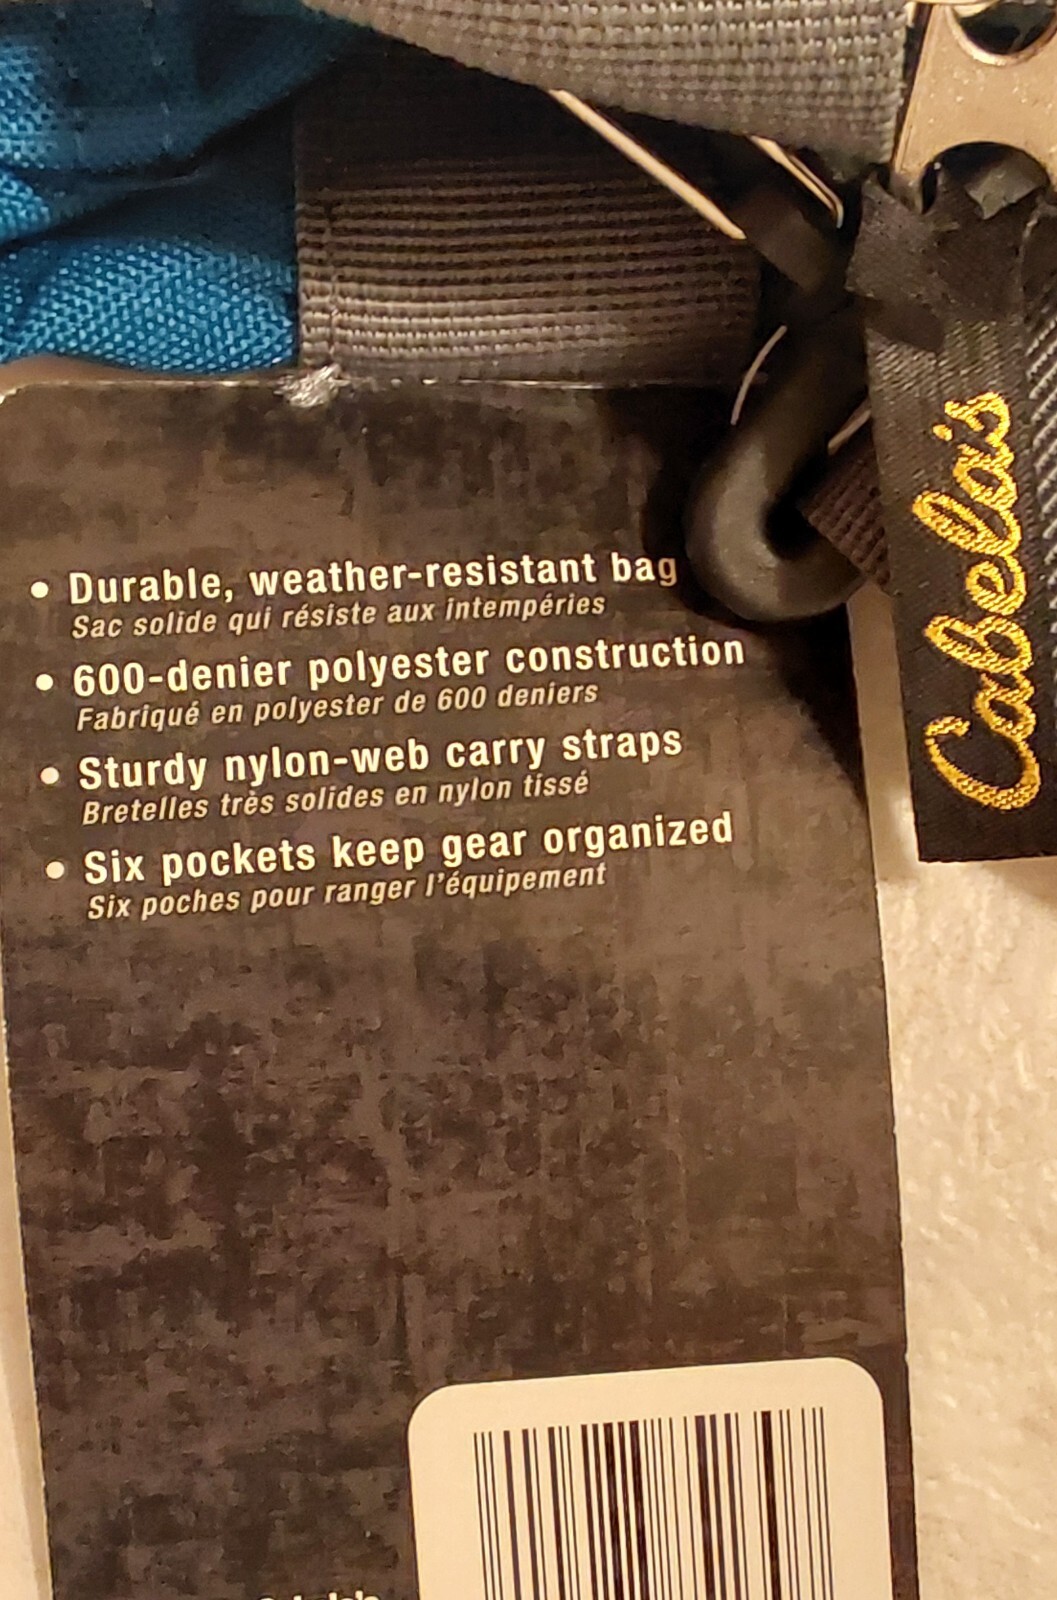 • Durable, weather-resistant bag
Sac solide qui résiste aux intempéries
• 600-denier polyester construction
Fabriqué en polyester de 600 deniers
• Sturdy nylon-web carry straps
Bretelles très solides en nylon tissé
• Six pockets keep gear organized
Six poches pour ranger l'équipement
Cabela's